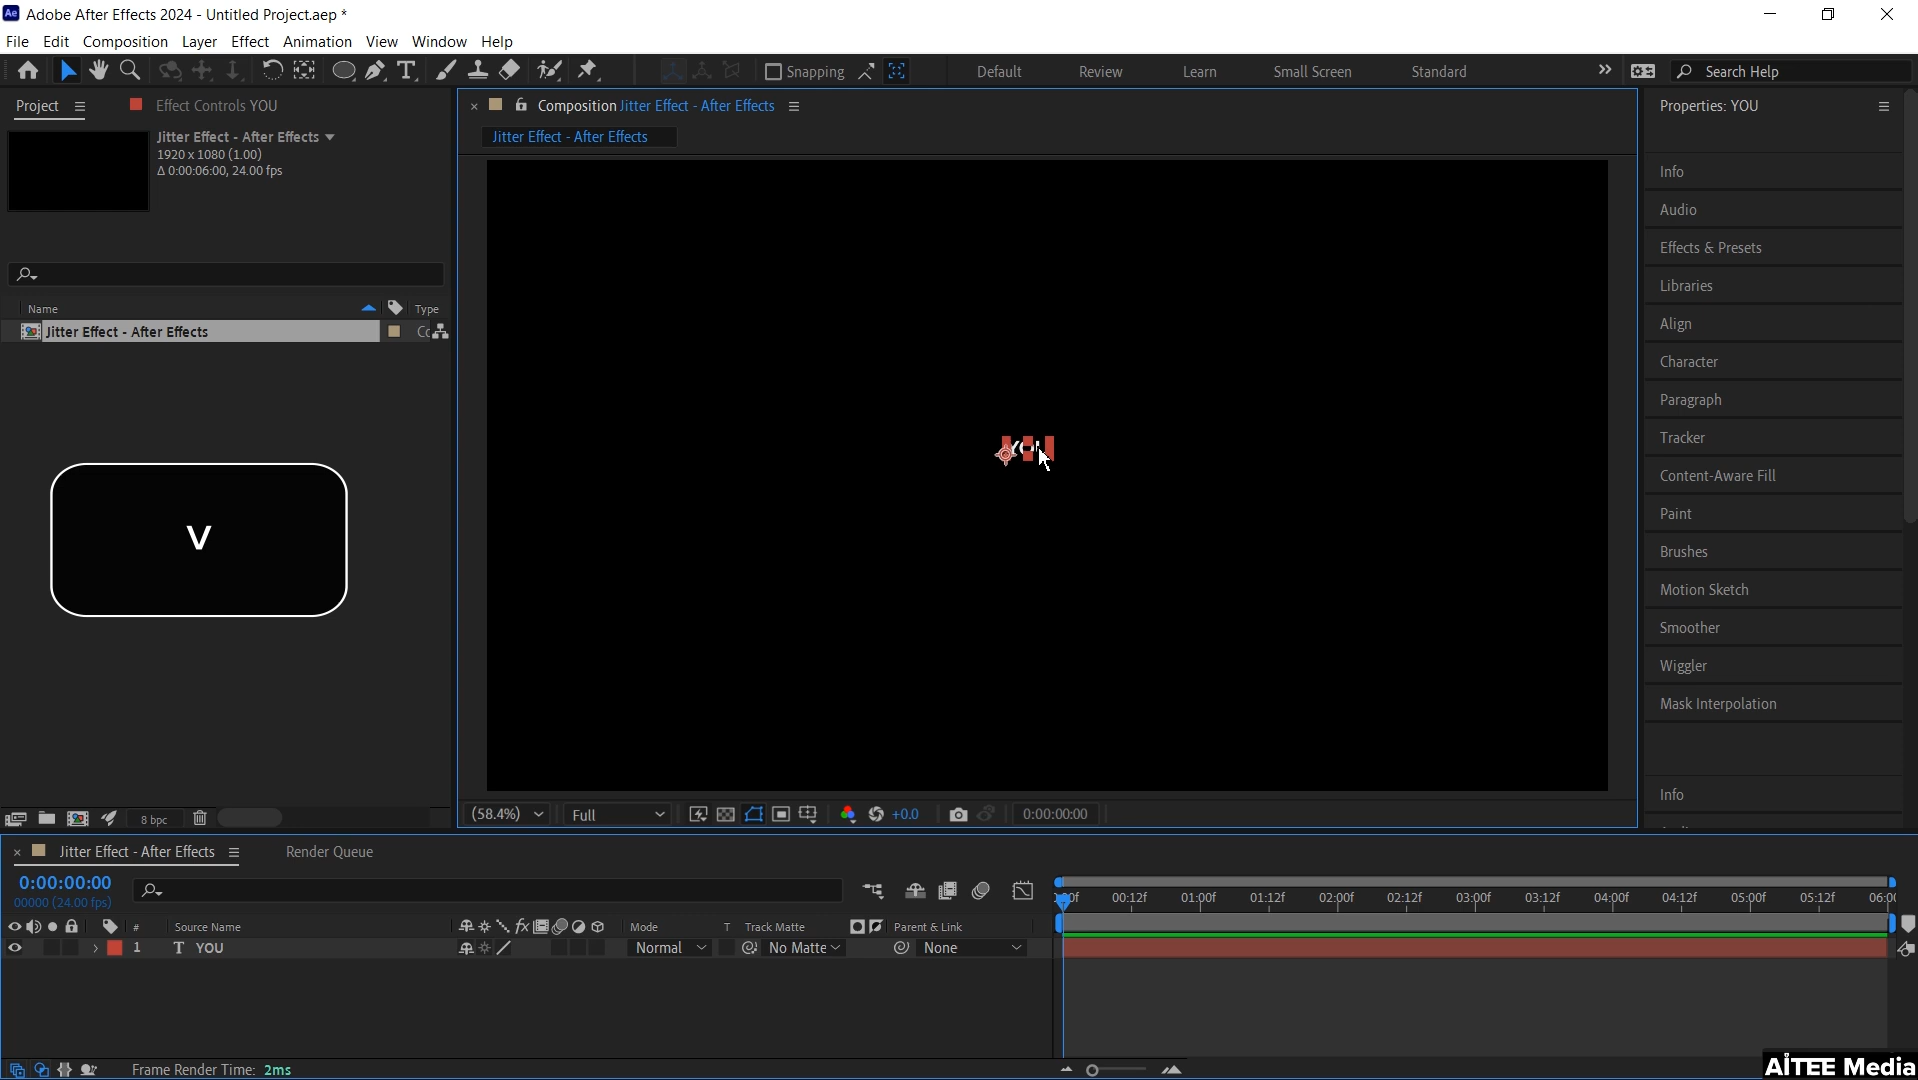 Ae Adobe After Effects 2024 - Untitled Project.aep *
File Edit Composition Layer Effect Animation View Window Help
Snapping Default Review Learn Small Screen Standard Search Help
Project Effect Controls YOU
Composition Jitter Effect - After Effects
Properties: YOU
Jitter Effect - After Effects
1920 x 1080 (1.00)
Δ 0:00:06:00, 24.00 fps
Jitter Effect - After Effects
Name Type
Jitter Effect - After Effects
V
YOU
Info
Audio
Effects & Presets
Libraries
Align
Character
Paragraph
Tracker
Content-Aware Fill
Paint
Brushes
Motion Sketch
Smoother
Wiggler
Mask Interpolation
Info
8 bpc
(58.4%) Full +0.0 0:00:00:00
Jitter Effect - After Effects Render Queue
0:00:00:00
00000 (24.00 fps)
00:12f 01:00f 01:12f 02:00f 02:12f 03:00f 03:12f 04:00f 04:12f 05:00f 05:12f
# Source Name fx Mode T Track Matte Parent & Link
1 T YOU Normal No Matte None
Frame Render Time: 2ms
AiTEE Media